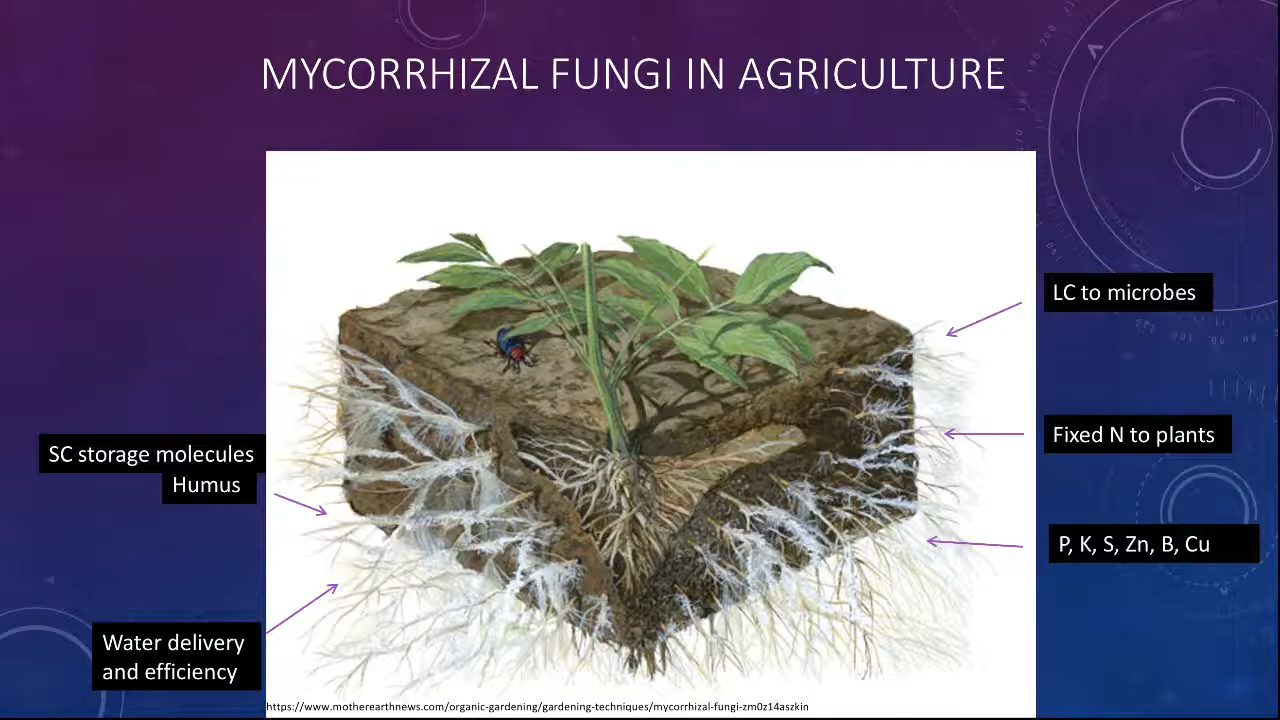 MYCORRHIZAL FUNGI IN AGRICULTURE
LC to microbes
Fixed N to plants
SC storage molecules
Humus
P, K, S, Zn, B, Cu
Water delivery
and efficiency
https://www.motherearthnews.com/organic-gardening/gardening-techniques/mycorrhizal-fungi-zm0z14aszkin